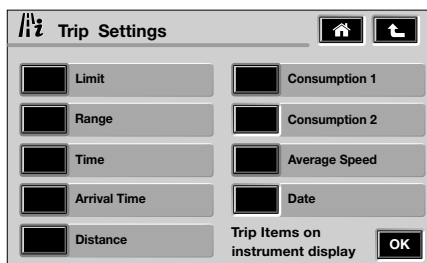 Trip Settings
Limit
Range
Time
Arrival Time
Distance
Consumption 1
Consumption 2
Average Speed
Date
Trip Items on
instrument display
OK